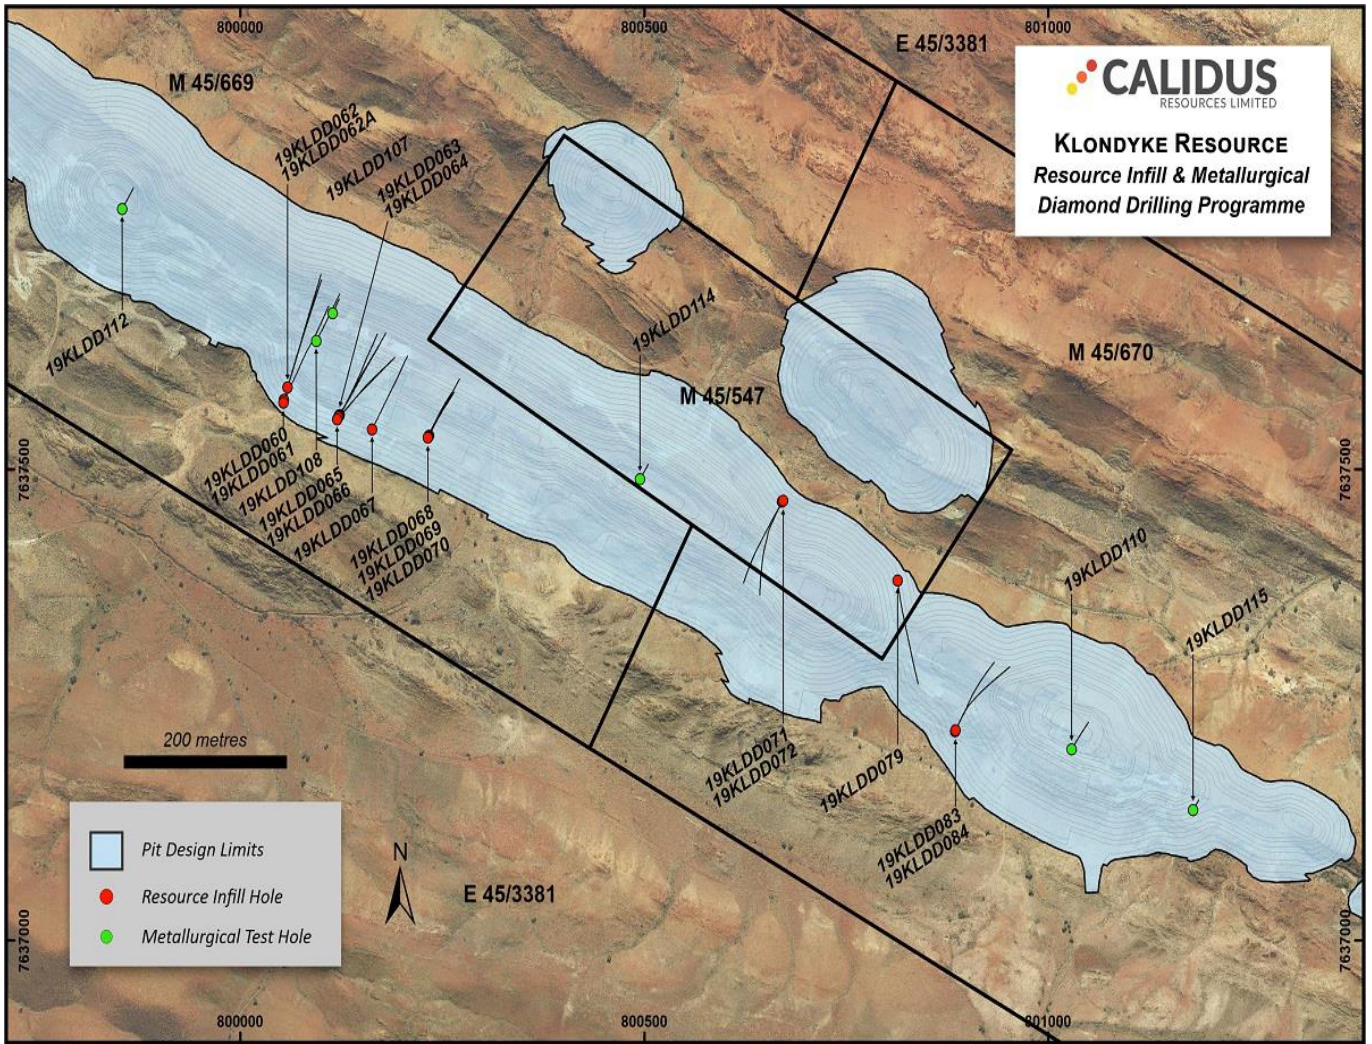 800000
800500
801000
E 45/3381
M 45/669
CALIDUS
RESOURCES LIMITED
KLONDYKE RESOURCE
Resource Infill & Metallurgical
Diamond Drilling Programme
19KLDD062
19KLDD062A
19KLDD107
19KLDD063
19KLDD064
19KLDD112
19KLDD114
M 45/670
M 45/547
7637500
7637500
19KLDD060
19KLDD061
19KLDD108
19KLDD065
19KLDD066
19KLDD067
19KLDD068
19KLDD069
19KLDD070
19KLDD110
19KLDD115
19KLDD071
19KLDD072
19KLDD079
19KLDD083
19KLDD084
200 metres
Pit Design Limits
Resource Infill Hole
Metallurgical Test Hole
N
E 45/3381
7637000
7637000
800000
800500
801000